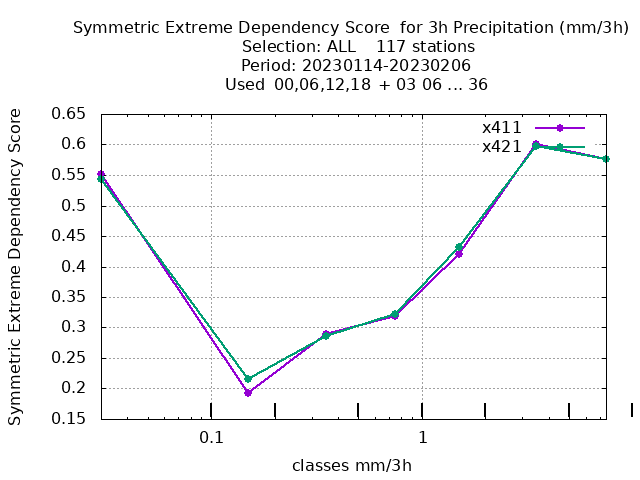 Symmetric Extreme Dependency Score  for 3h Precipitation (mm/3h)
Selection: ALL    117 stations
Period: 20230114-20230206
Used  00,06,12,18  + 03 06 ... 36
Symmetric Extreme Dependency Score
0.65
0.6
0.55
0.5
0.45
0.4
0.35
0.3
0.25
0.2
0.15
x411
x421
0.1
1
classes mm/3h